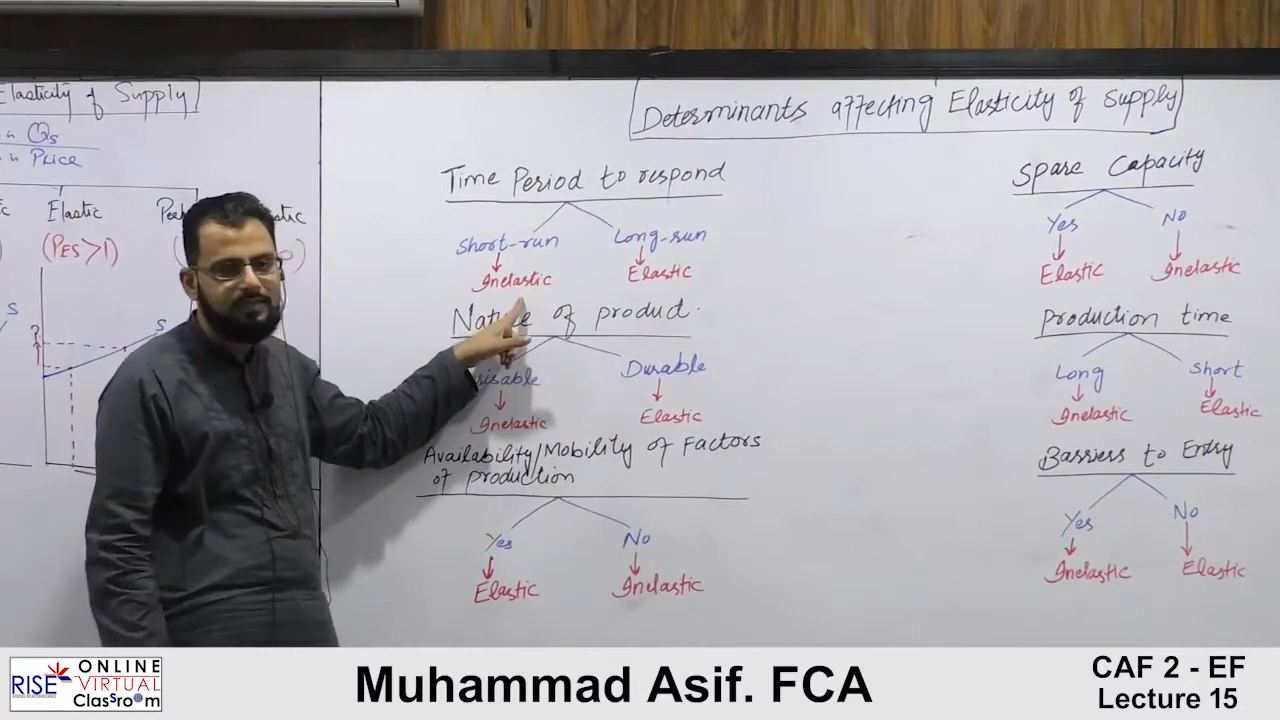 Elasticity of Supply
in Qs
in Price
Elastic
(PES>1)
S
P
S
Determinants affecting Elasticity of Supply
Time Period to respond
Short-run Long-run
Inelastic Elastic
Nature of product.
Durable
Inelastic Elastic
Availability/Mobility of Factors
of production
Yes No
Elastic Inelastic
Spare Capacity
Yes No
Elastic Inelastic
Production time
Long Short
Inelastic Elastic
Barriers to Entry
Yes No
Inelastic Elastic
RISE
ONLINE
VIRTUAL
Classroom
Muhammad Asif. FCA
CAF 2 - EF
Lecture 15